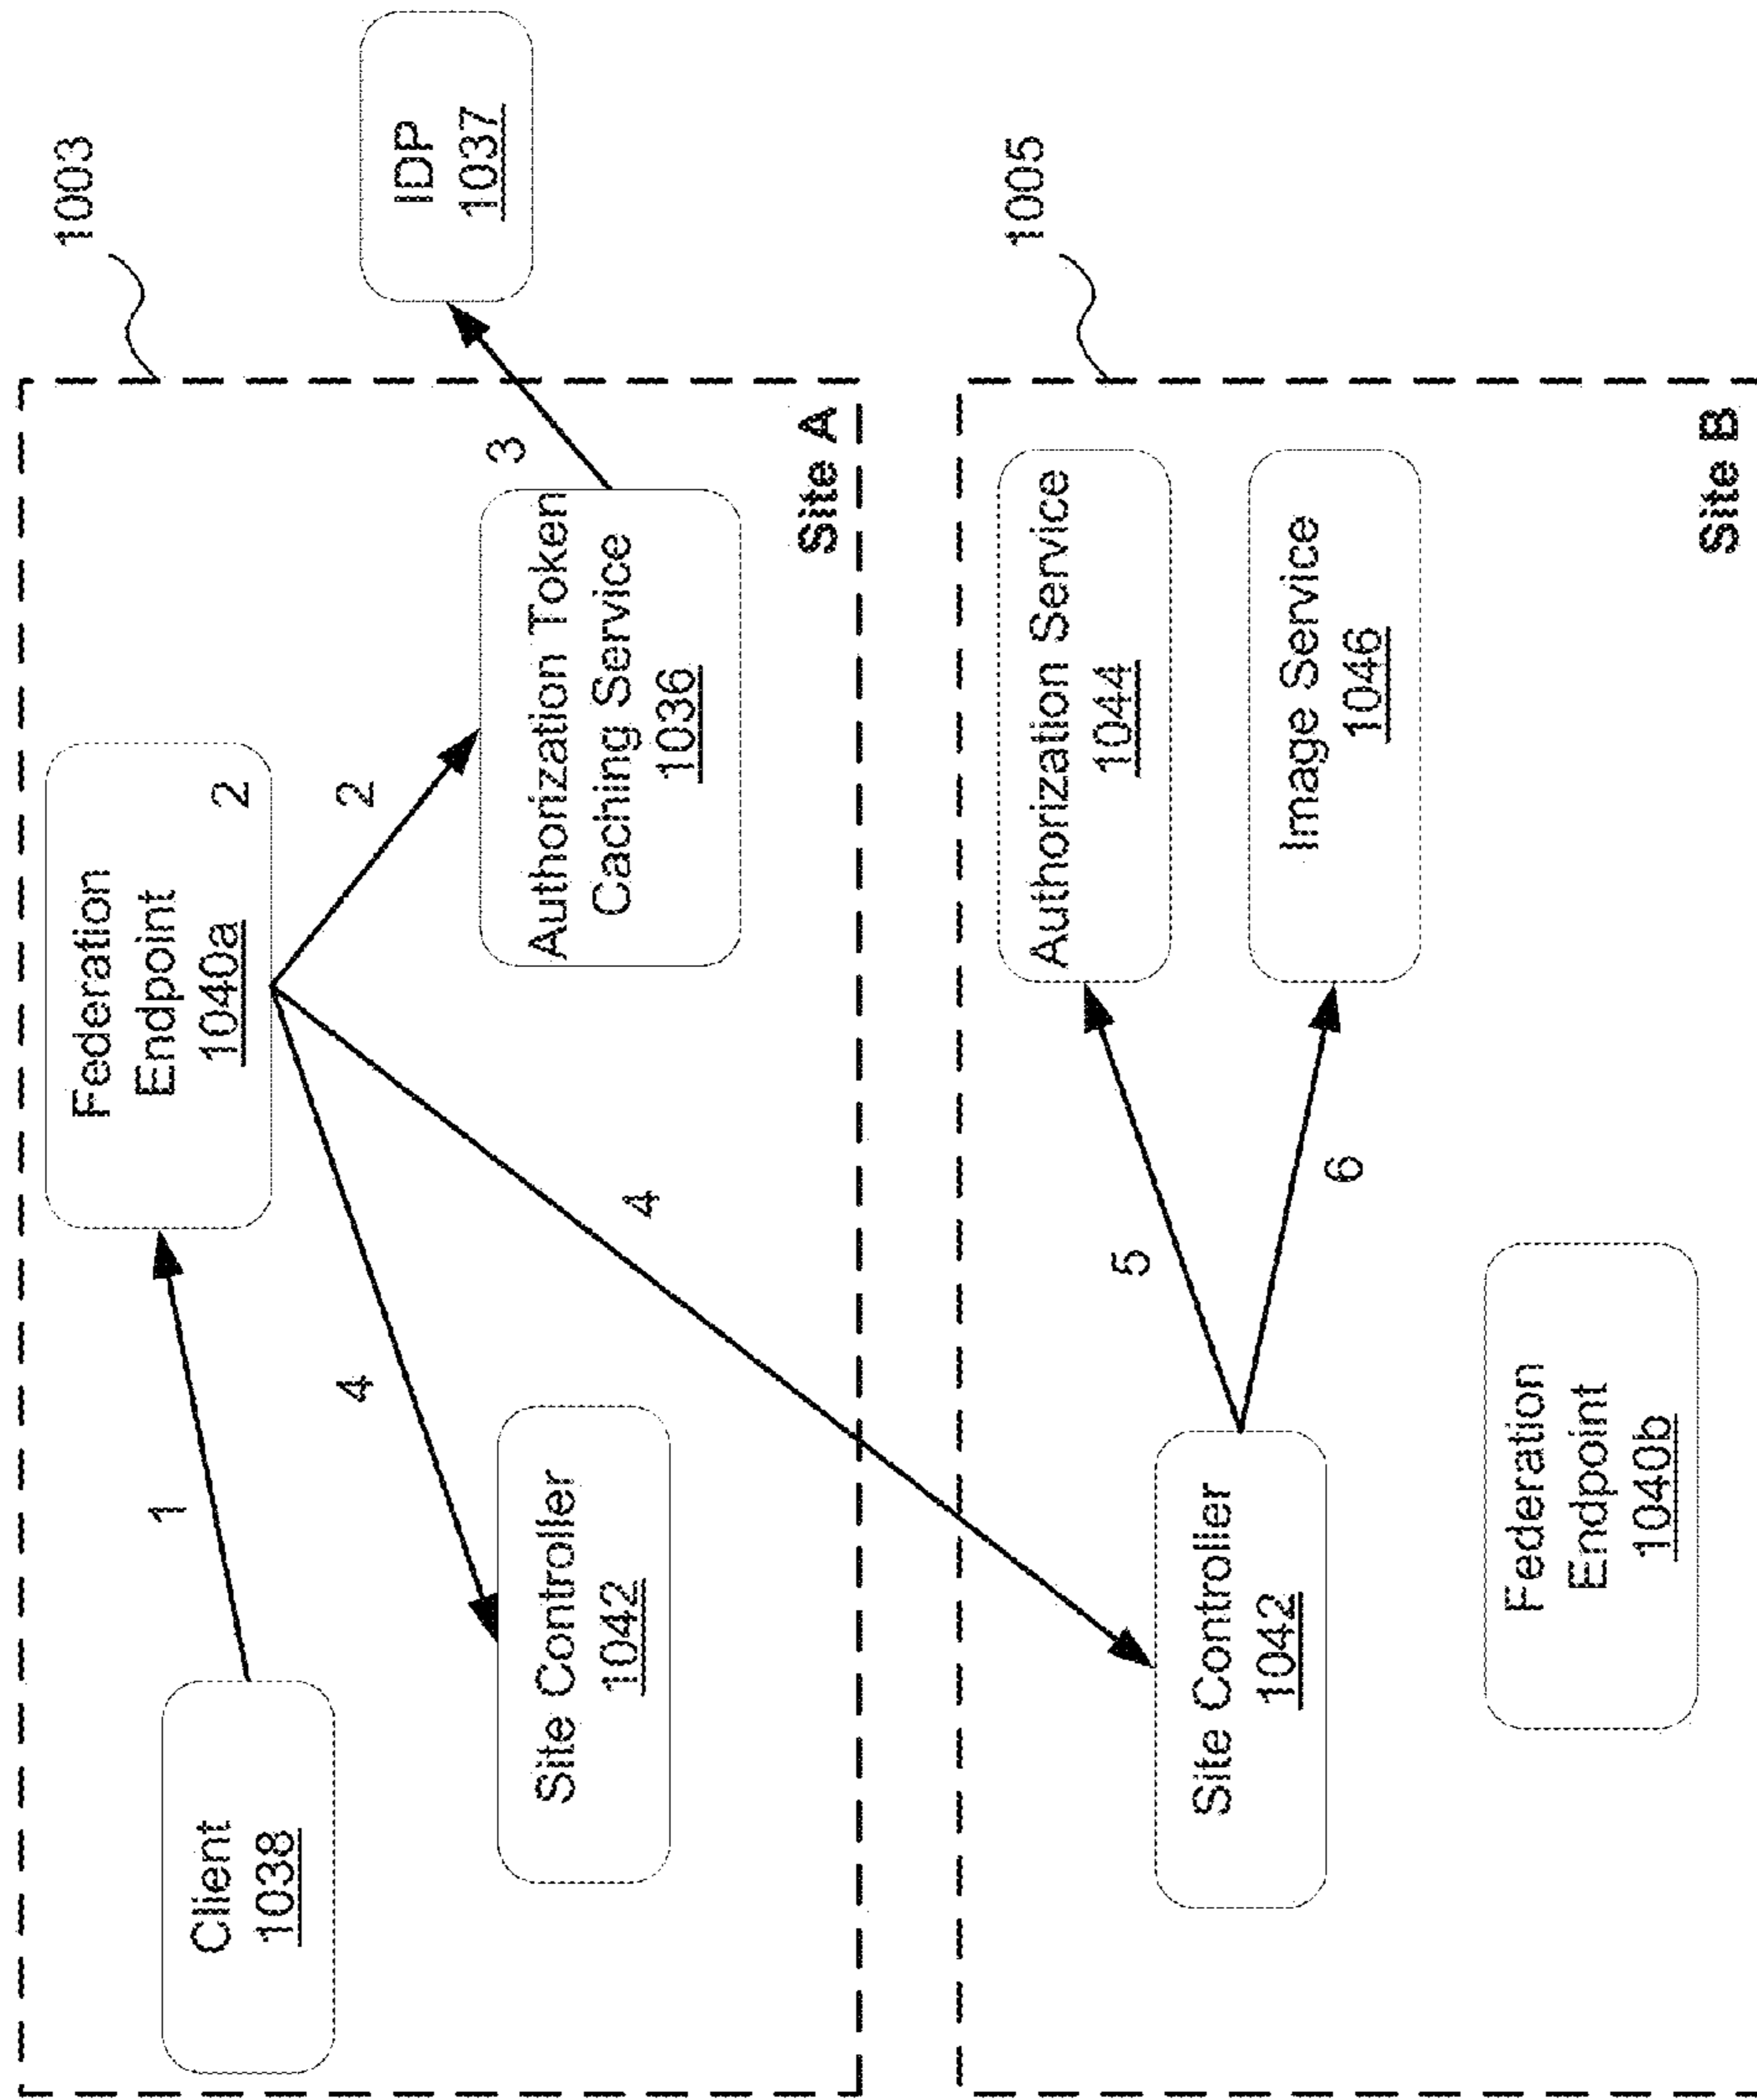 1003
Client
1038
1
Federation
Endpoint
1040a
2
2
4
4
Site Controller
1042
Authorization Token
Caching Service
1036
3
IDP
1037
Site A
1005
Site Controller
1042
5
6
Authorization Service
1044
Image Service
1046
Federation
Endpoint
1040b
Site B